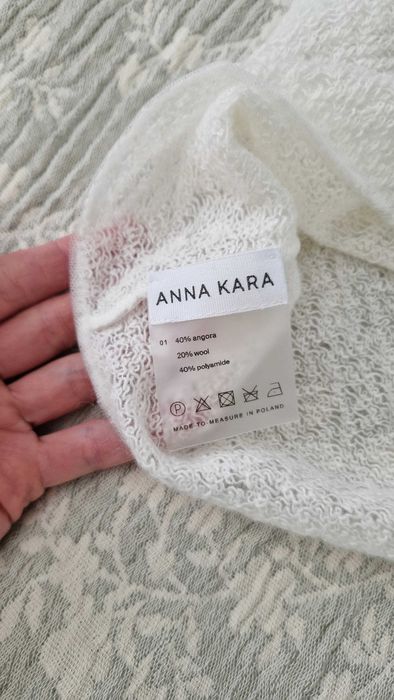 ANNA KARA
01 40% angora
20% wool
40% polyamide
P
MADE-TO-MEASURE IN POLAND